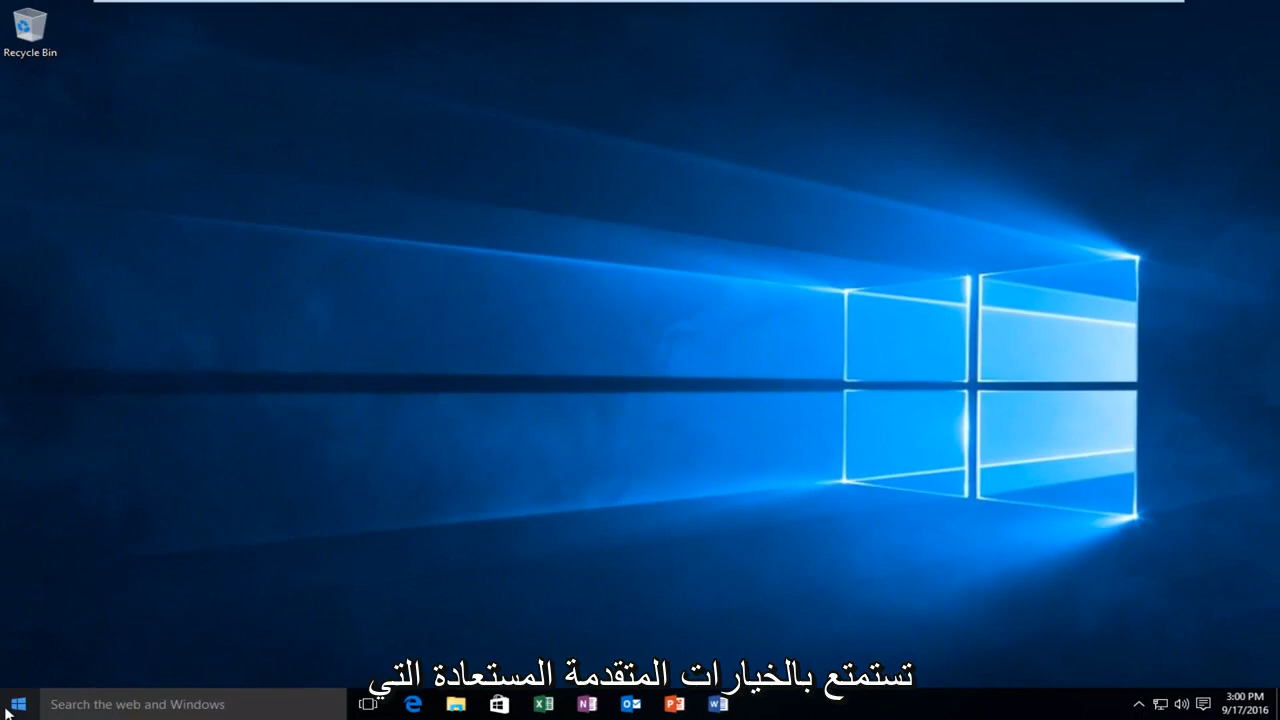 Recycle Bin
تستمتع بالخيارات المتقدمة المستعادة التي
Search the web and Windows
3:00 PM
9/17/2016